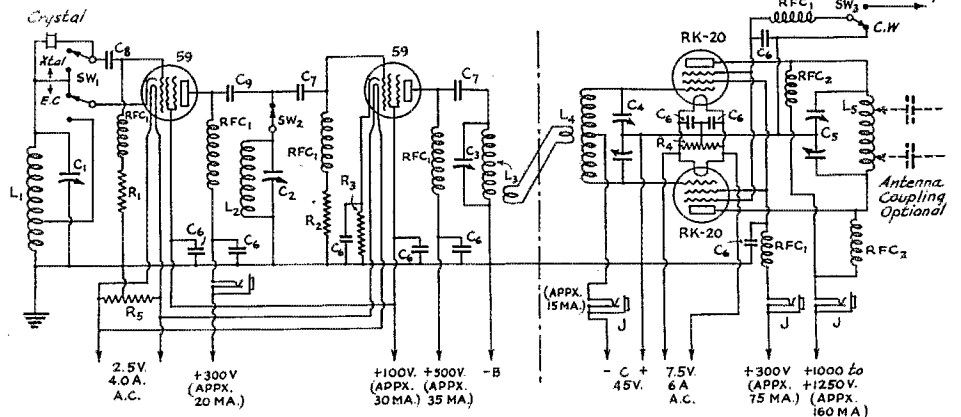 Crystal
Xtal
E.C
SW1
C8
59
C9
C7
59
C7
L1
C1
RFC1
R1
RFC1
L2
SW2
C2
RFC1
R2
R3
RFC1
C3
L3
C6
C6
C6
C6
C6
R5
2.5V.
4.0 A.
A.C.
+300V
(APPX.
20 MA.)
+100V.
(APPX.
30 MA.)
+500V.
(APPX.
35 MA.)
-B
L4
RK-20
RFC1
SW3
C.W
C6
C4
C6
C6
R4
RFC2
C5
L5
Antenna
Coupling
Optional
RK-20
C6
RFC1
RFC2
(APPX.
15 MA.)
J
J
J
- C +
45V.
7.5V.
6 A
A.C.
+300V
(APPX.
75 MA.)
+1000 to
+1250V.
(APPX.
160 MA)